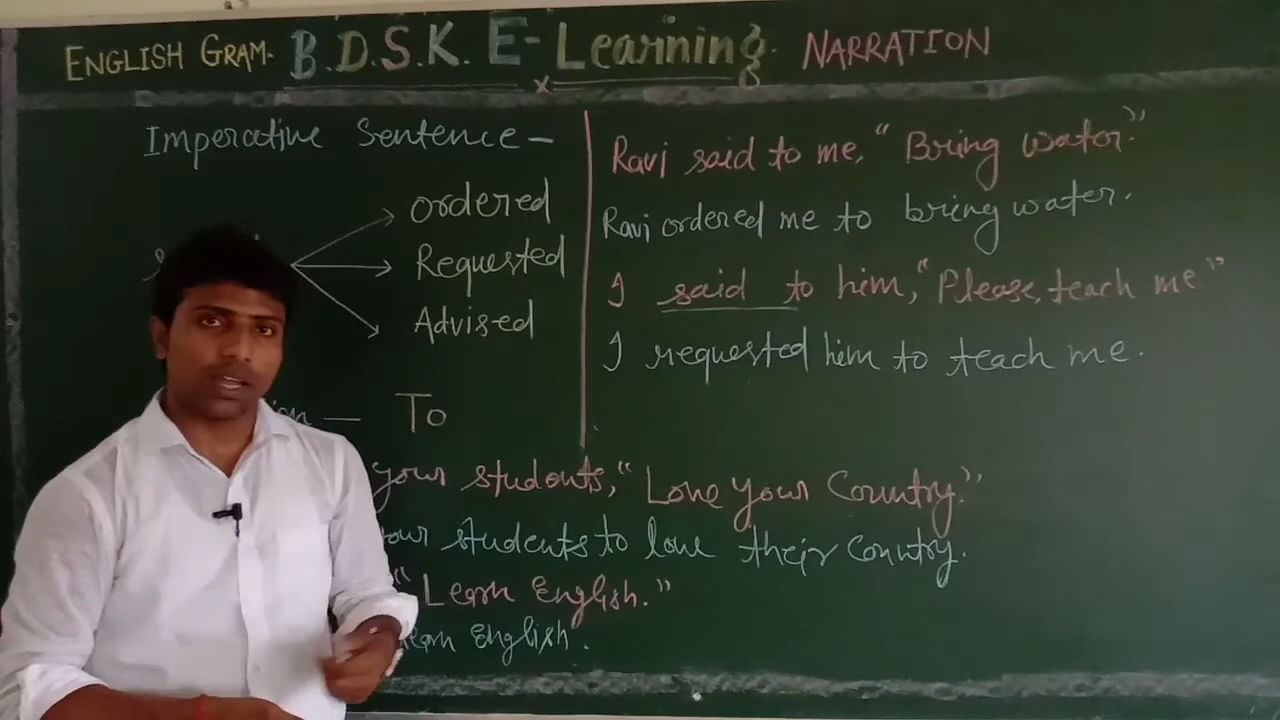 ENGLISH GRAM. B.D.S.K. E-Learning. NARRATION
Imperative Sentence —
ordered
Requested
Advised
To
Ravi said to me, "Bring water."
Ravi ordered me to bring water.
I said to him, "Please, teach me"
I requested him to teach me.
your students, "Love Your Country."
your students to love their country.
"Learn English."
learn English.